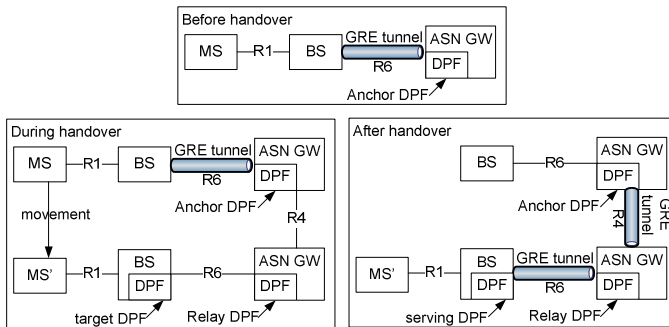 Before handover
MS
R1
BS
GRE tunnel
R6
ASN GW
DPF
Anchor DPF
During handover
MS
R1
BS
GRE tunnel
R6
ASN GW
DPF
Anchor DPF
R4
movement
MS'
R1
BS
DPF
R6
ASN GW
DPF
target DPF
Relay DPF
After handover
BS
R6
ASN GW
DPF
Anchor DPF
GRE
tunnel
R4
MS'
R1
BS
DPF
GRE tunnel
R6
ASN GW
DPF
serving DPF
Relay DPF